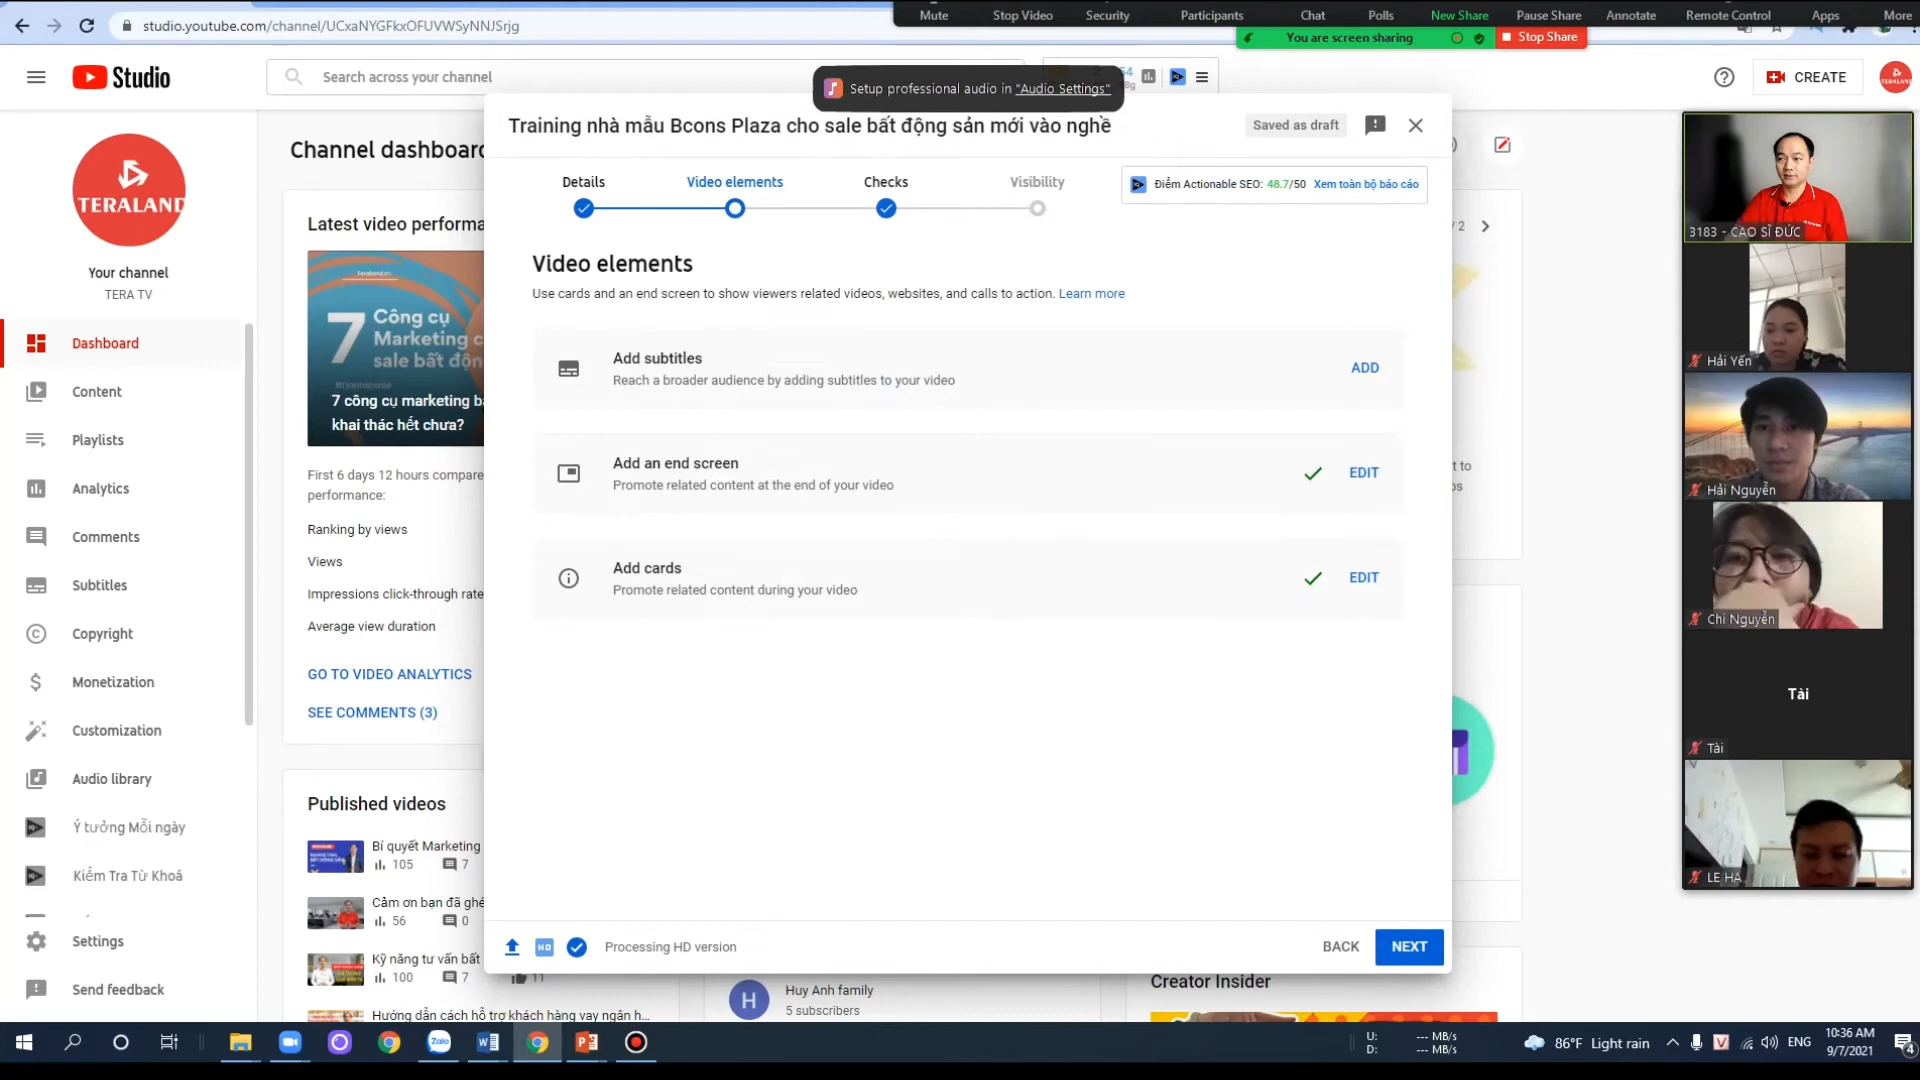 studio.youtube.com/channel/UCxaNYGFkxOFUVWSyNNJSrjg
Mute
Stop Video
Security
Participants
Chat
Polls
New Share
Pause Share
Annotate
Remote Control
Apps
More
You are screen sharing
Stop Share
Studio
Search across your channel
Setup professional audio in "Audio Settings"
CREATE
TERALAND
Your channel
TERA TV
Dashboard
Content
Playlists
Analytics
Comments
Subtitles
Copyright
Monetization
Customization
Audio library
Ý tưởng Mỗi ngày
Kiểm Tra Từ Khoá
Settings
Send feedback
Channel dashboard
Latest video performa
Teraland.vn
7 Công cụ
Marketing c
sale bất độn
7 công cụ marketing b
khai thác hết chưa?
First 6 days 12 hours compare
performance:
Ranking by views
Views
Impressions click-through rate
Average view duration
GO TO VIDEO ANALYTICS
SEE COMMENTS (3)
Published videos
Bí quyết Marketing
105 7
Cảm ơn bạn đã ghé
56 0
Kỹ năng tư vấn bất
100 7 11
Hướng dẫn cách hỗ trợ khách hàng vay ngân h...
Training nhà mẫu Bcons Plaza cho sale bất động sản mới vào nghề
Saved as draft
Details
Video elements
Checks
Visibility
Điểm Actionable SEO: 48.7/50 Xem toàn bộ báo cáo
Video elements
Use cards and an end screen to show viewers related videos, websites, and calls to action. Learn more
Add subtitles
Reach a broader audience by adding subtitles to your video
ADD
Add an end screen
Promote related content at the end of your video
EDIT
Add cards
Promote related content during your video
EDIT
HD
Processing HD version
BACK
NEXT
/ 2
H
Huy Anh family
5 subscribers
Creator Insider
3183 - CAO SĨ ĐỨC
Hải Yến
Hải Nguyễn
Chi Nguyễn
Tài
Tài
LE HA
U: --- MB/s
D: --- MB/s
86°F Light rain
ENG
10:36 AM
9/7/2021
4